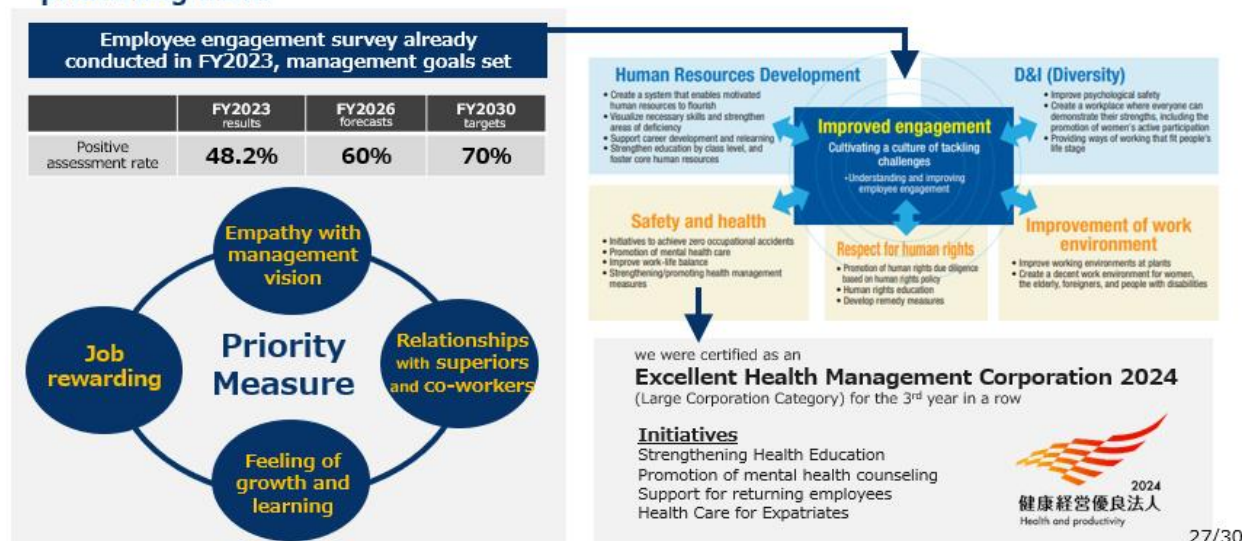 Employee engagement survey already
conducted in FY2023, management goals set
FY2023 results
FY2026 forecasts
FY2030 targets
Positive assessment rate
48.2%
60%
70%
Empathy with
management
vision
Job
rewarding
Priority
Measure
Relationships
with superiors
and co-workers
Feeling of
growth and
learning
Human Resources Development
• Create a system that enables motivated
human resources to flourish
• Visualize necessary skills and strengthen
areas of deficiency
• Support career development and relearning
• Strengthen education by class level, and
foster core human resources
D&I (Diversity)
• Improve psychological safety
• Create a workplace where everyone can
demonstrate their strengths, including the
promotion of women's active participation
• Providing ways of working that fit people's
life stage
Improved engagement
Cultivating a culture of tackling
challenges
•Understanding and improving
employee engagement
Safety and health
• Initiatives to achieve zero occupational accidents
• Promotion of mental health care
• Improve work-life balance
• Strengthening/promoting health management
measures
Respect for human rights
• Promotion of human rights due diligence
based on human rights policy
• Human rights education
• Develop remedy measures
Improvement of work
environment
• Improve working environments at plants
• Create a decent work environment for women,
the elderly, foreigners, and people with disabilities
we were certified as an
Excellent Health Management Corporation 2024
(Large Corporation Category) for the 3rd year in a row
Initiatives
Strengthening Health Education
Promotion of mental health counseling
Support for returning employees
Health Care for Expatriates
2024
健康経営優良法人
Health and productivity
27/30